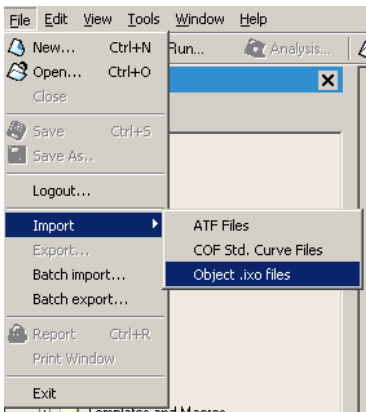 File Edit View Tools Window Help
New... Ctrl+N
Run... Analysis...
Open... Ctrl+O
Close
Save Ctrl+S
Save As..
Logout...
Import
ATF Files
Export...
COF Std. Curve Files
Batch import...
Object .ixo files
Batch export...
Report Ctrl+R
Print Window
Exit
Templates and Macros